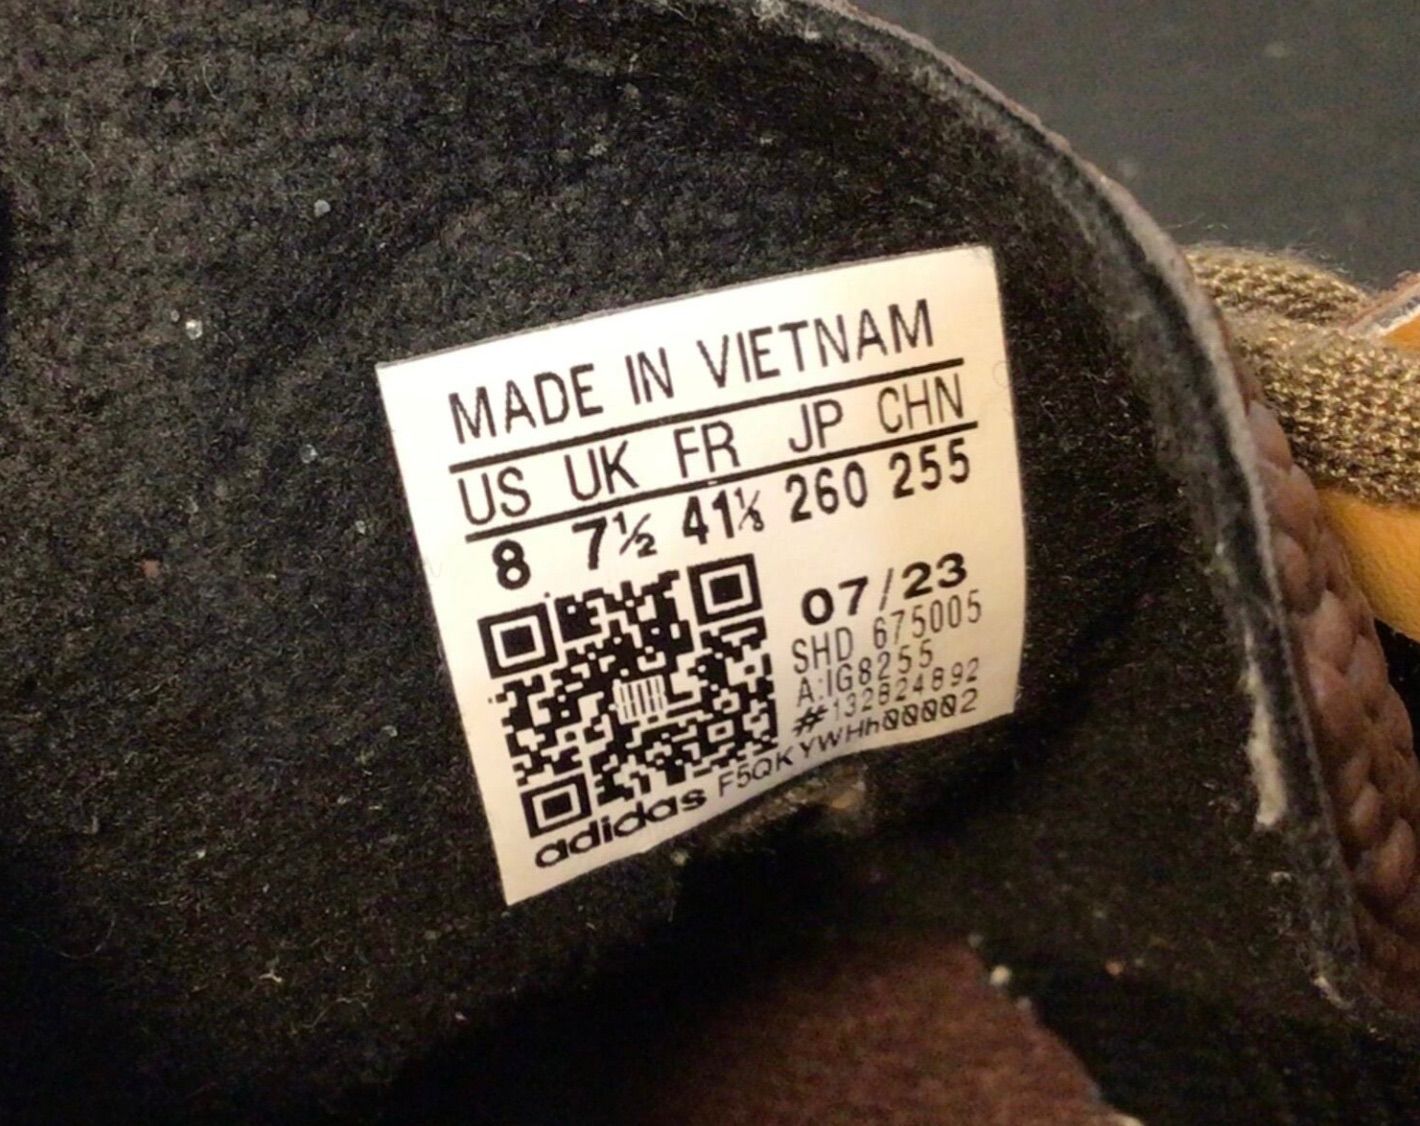 MADE IN VIETNAM
US UK FR JP CHN
8 7½ 41⅓ 260 255
07/23
SHD 675005
A:IG8255
#132824892
adidas F5QKYWHh00002